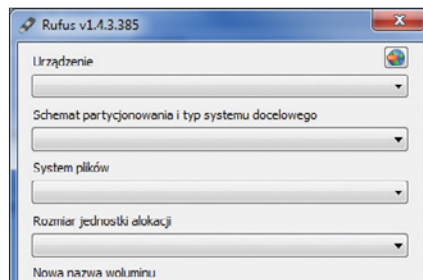 Rufus v1.4.3.385
Urządzenie
Schemat partycjonowania i typ systemu docelowego
System plików
Rozmiar jednostki alokacji
Nowa nazwa woluminu